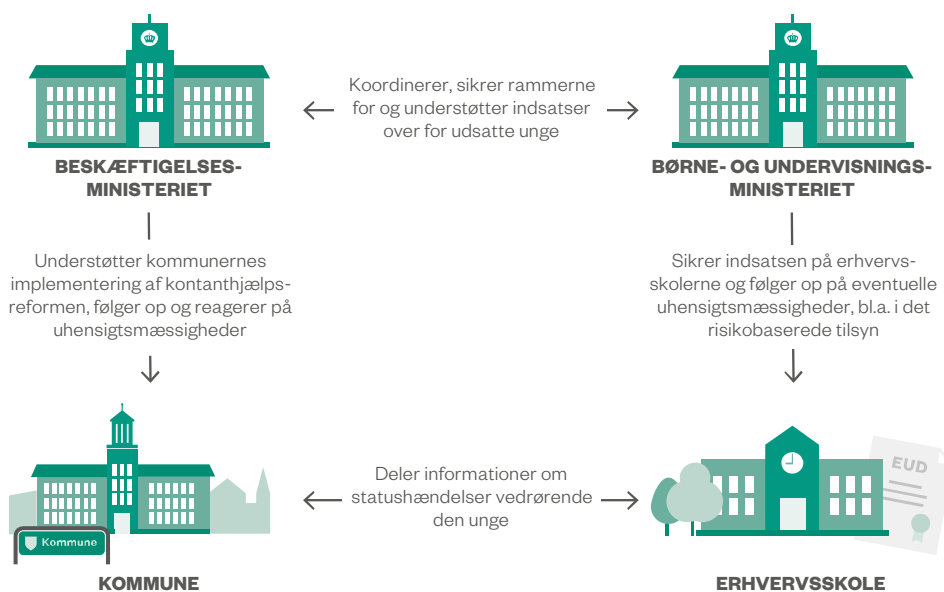 Koordinerer, sikrer rammerne
for og understøtter indsatser
over for udsatte unge
BESKÆFTIGELSES-
MINISTERIET
BØRNE- OG UNDERVISNINGS-
MINISTERIET
Understøtter kommunernes
implementering af kontanthjælps-
reformen, følger op og reagerer på
uhensigtsmæssigheder
Sikrer indsatsen på erhvervs-
skolerne og følger op på eventuelle
uhensigtsmæssigheder, bl.a. i det
risikobaserede tilsyn
Deler informationer om
statushændelser vedrørende
den unge
EUD
Kommune
KOMMUNE
ERHVERVSSKOLE